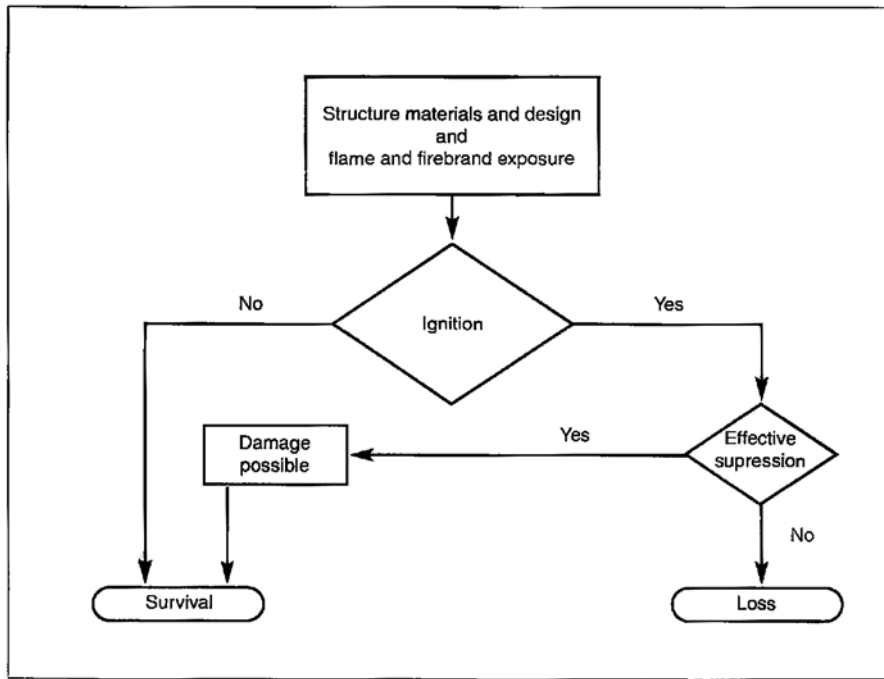 Structure materials and design
and
flame and firebrand exposure
No
Yes
Ignition
Damage
possible
Yes
Effective
supression
No
Survival
Loss